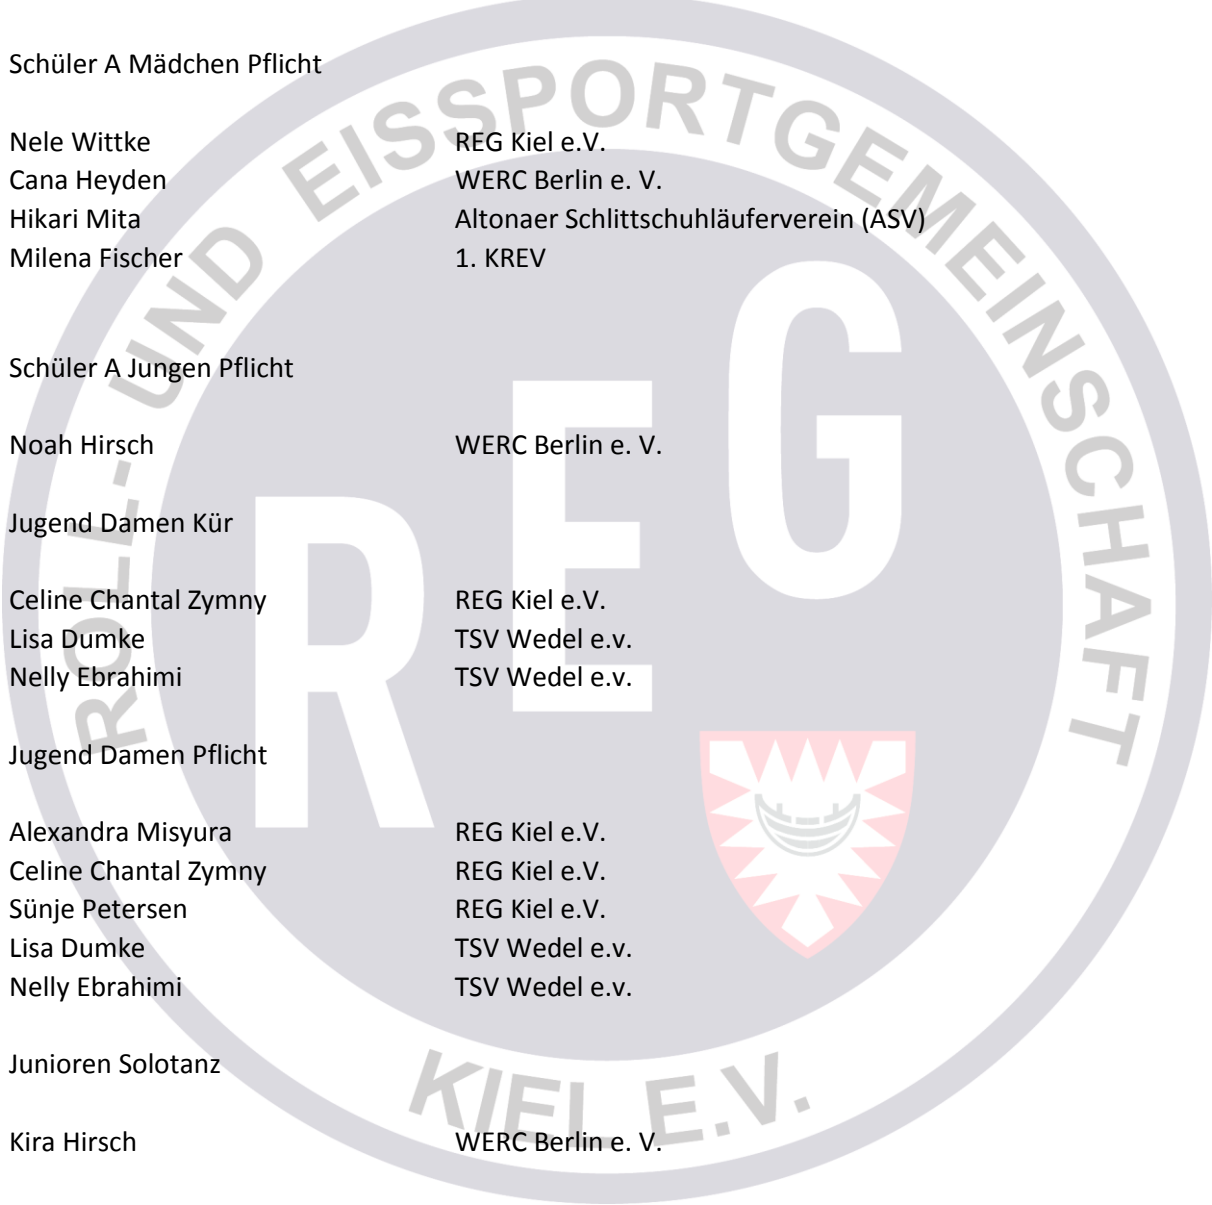 Schüler A Mädchen Pflicht
Nele Wittke REG Kiel e.V.
Cana Heyden WERC Berlin e. V.
Hikari Mita Altonaer Schlittschuhläuferverein (ASV)
Milena Fischer 1. KREV
Schüler A Jungen Pflicht
Noah Hirsch WERC Berlin e. V.
Jugend Damen Kür
Celine Chantal Zymny REG Kiel e.V.
Lisa Dumke TSV Wedel e.v.
Nelly Ebrahimi TSV Wedel e.v.
Jugend Damen Pflicht
Alexandra Misyura REG Kiel e.V.
Celine Chantal Zymny REG Kiel e.V.
Sünje Petersen REG Kiel e.V.
Lisa Dumke TSV Wedel e.v.
Nelly Ebrahimi TSV Wedel e.v.
Junioren Solotanz
Kira Hirsch WERC Berlin e. V.
ROLL- UND EISSPORTGEMEINSCHAFT
REG
KIEL E.V.